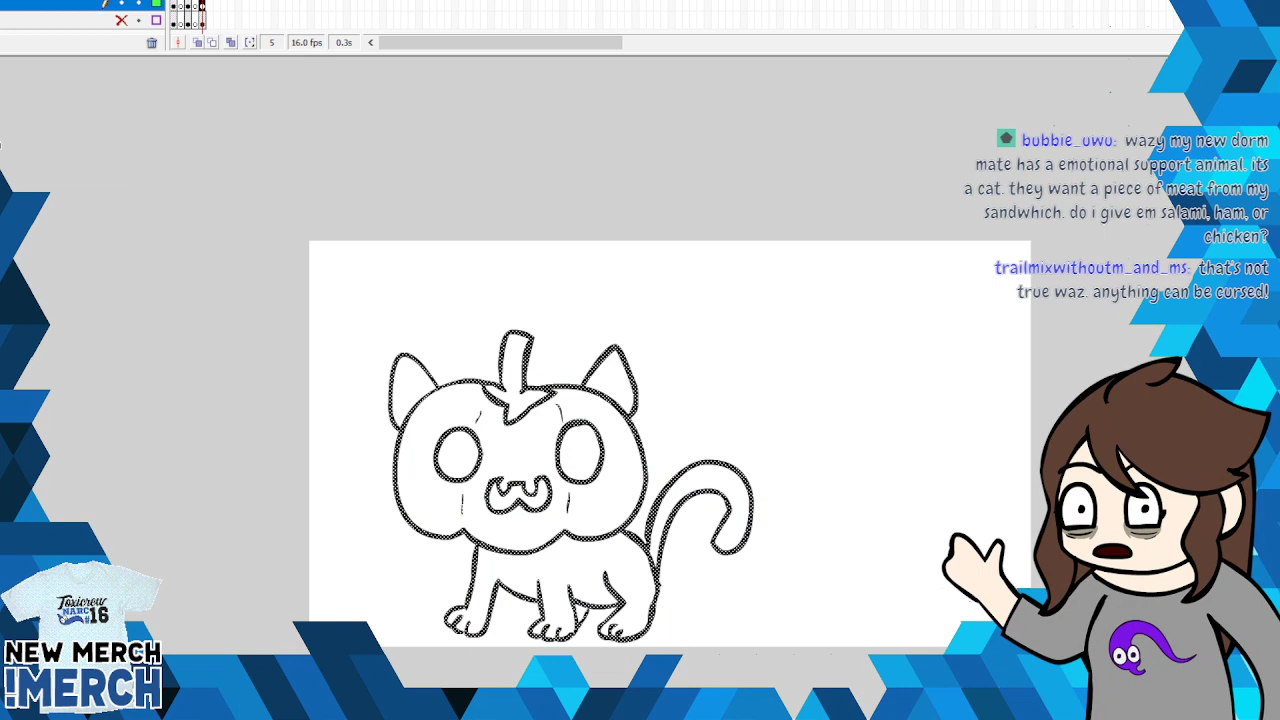 5 16.0 fps 0.3s
bubbie_owo: wazy my new dorm
mate has a emotional support animal. its
a cat. they want a piece of meat from my
sandwhich. do i give em salami, ham, or
chicken?
trailmixwithoutm_and_ms: that's not
true waz. anything can be cursed!
Toxicrew
NARC
#16
NEW MERCH
!MERCH